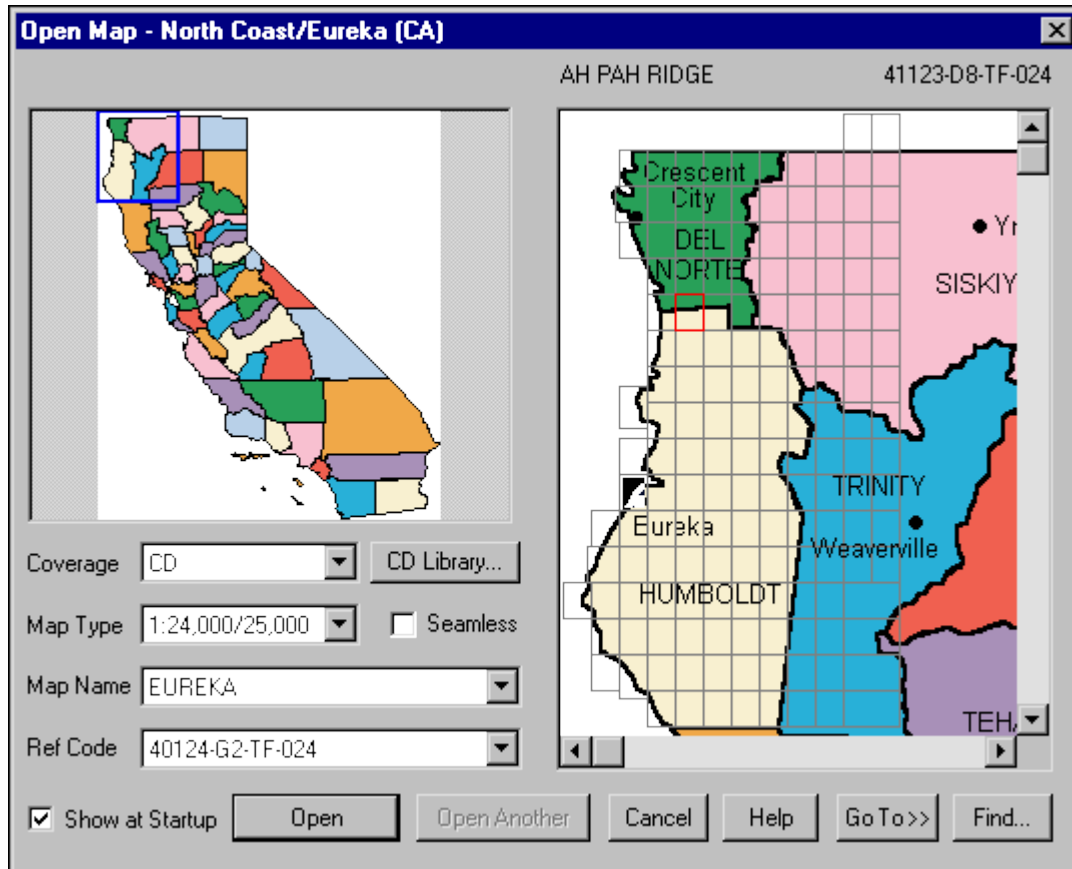 Open Map - North Coast/Eureka (CA)
AH PAH RIDGE 41123-D8-TF-024
Crescent
City
DEL
NORTE
Yr
SISKIY
TRINITY
Eureka
Weaverville
HUMBOLDT
TEH
Coverage CD CD Library...
Map Type 1:24,000/25,000 Seamless
Map Name EUREKA
Ref Code 40124-G2-TF-024
Show at Startup Open Open Another Cancel Help Go To>> Find...